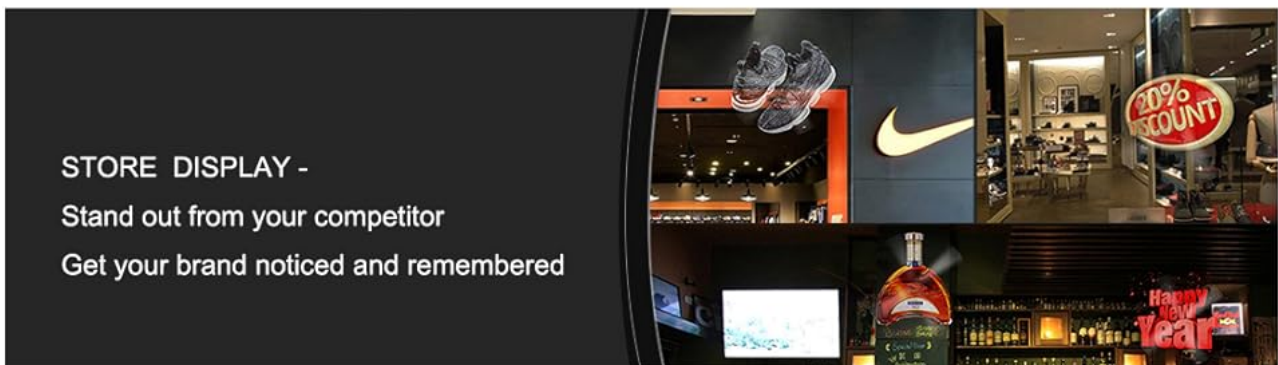 STORE DISPLAY -
Stand out from your competitor
Get your brand noticed and remembered
20%
DISCOUNT
Happy
New
Year